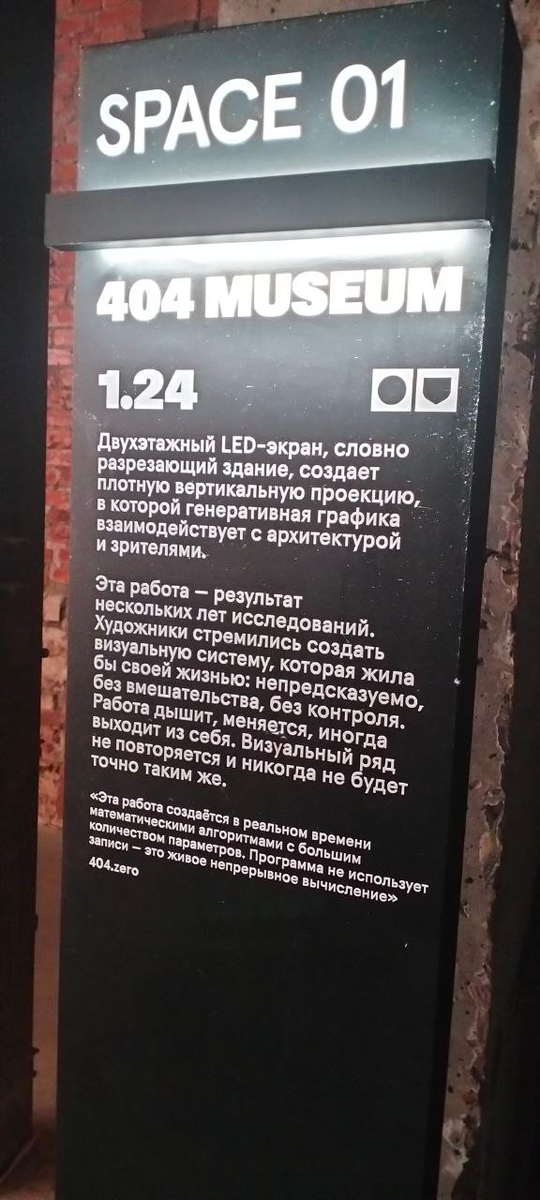 SPACE 01
404 MUSEUM
1.24
Двухэтажный LED-экран, словно
разрезающий здание, создает
плотную вертикальную проекцию,
в которой генеративная графика
взаимодействует с архитектурой
и зрителями.
Эта работа — результат
нескольких лет исследований.
Художники стремились создать
визуальную систему, которая жила
бы своей жизнью: непредсказуемо,
без вмешательства, без контроля.
Работа дышит, меняется, иногда
выходит из себя. Визуальный ряд
не повторяется и никогда не будет
точно таким же.
«Эта работа создаётся в реальном времени
математическими алгоритмами с большим
количеством параметров. Программа не использует
записи — это живое непрерывное вычисление»
404.zero